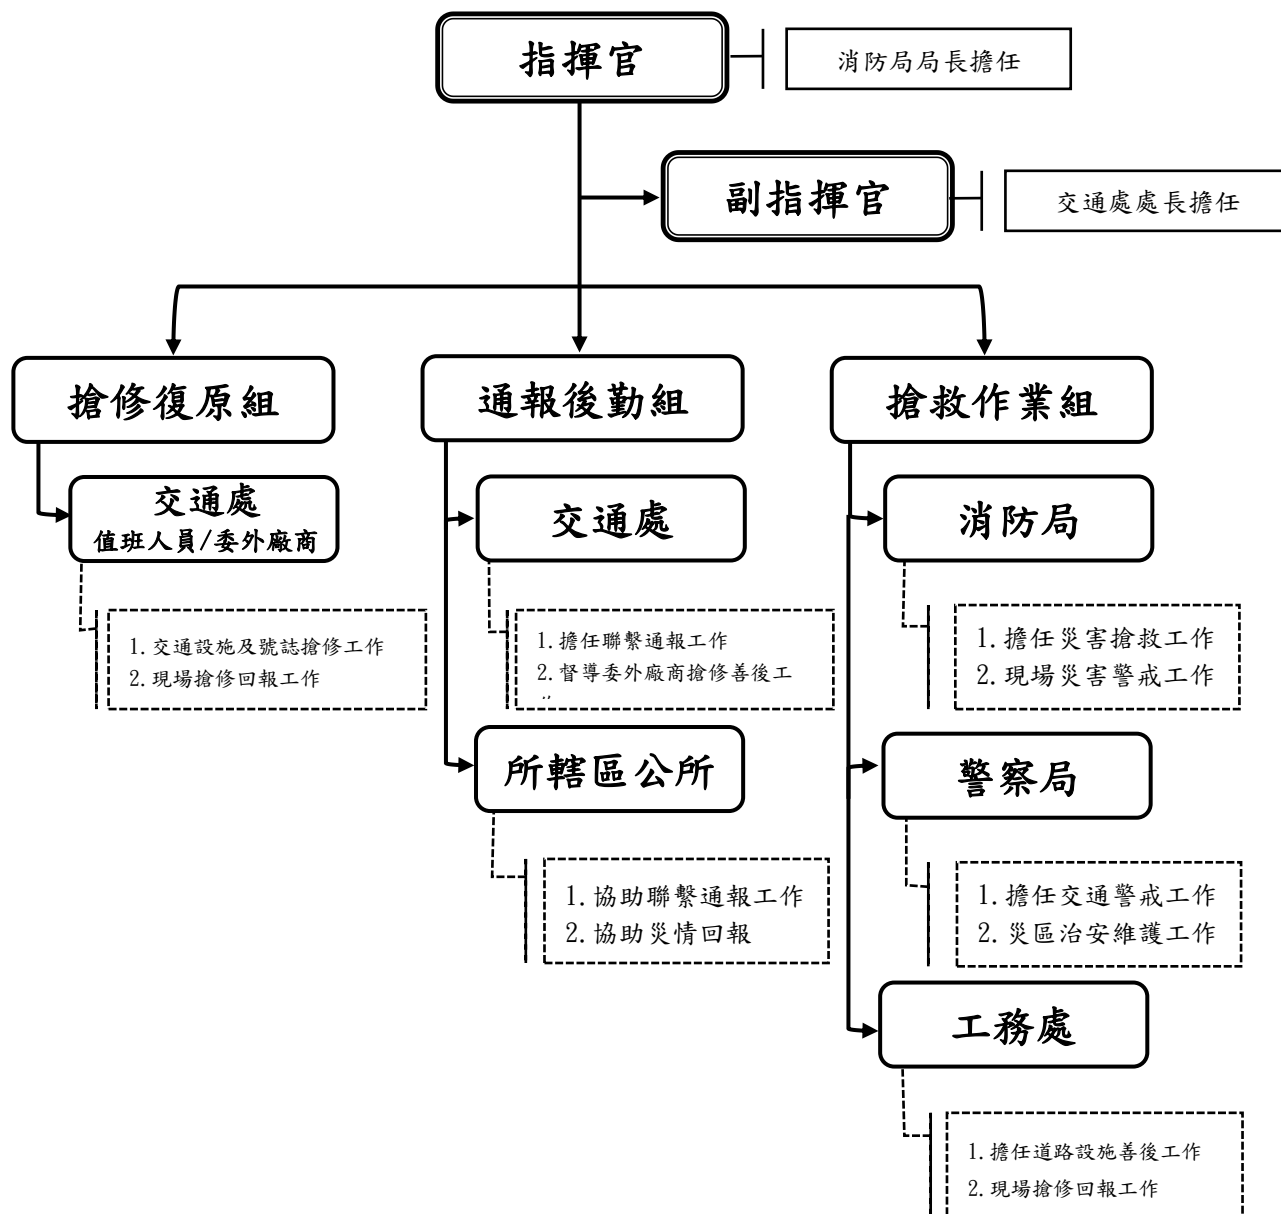 指揮官
消防局局長擔任
副指揮官
交通處處長擔任
搶修復原組
通報後勤組
搶救作業組
交通處
值班人員/委外廠商
1.交通設施及號誌搶修工作
2.現場搶修回報工作
交通處
1.擔任聯繫通報工作
2.督導委外廠商搶修善後工
所轄區公所
1.協助聯繫通報工作
2.協助災情回報
消防局
1.擔任災害搶救工作
2.現場災害警戒工作
警察局
1.擔任交通警戒工作
2.災區治安維護工作
工務處
1.擔任道路設施善後工作
2.現場搶修回報工作